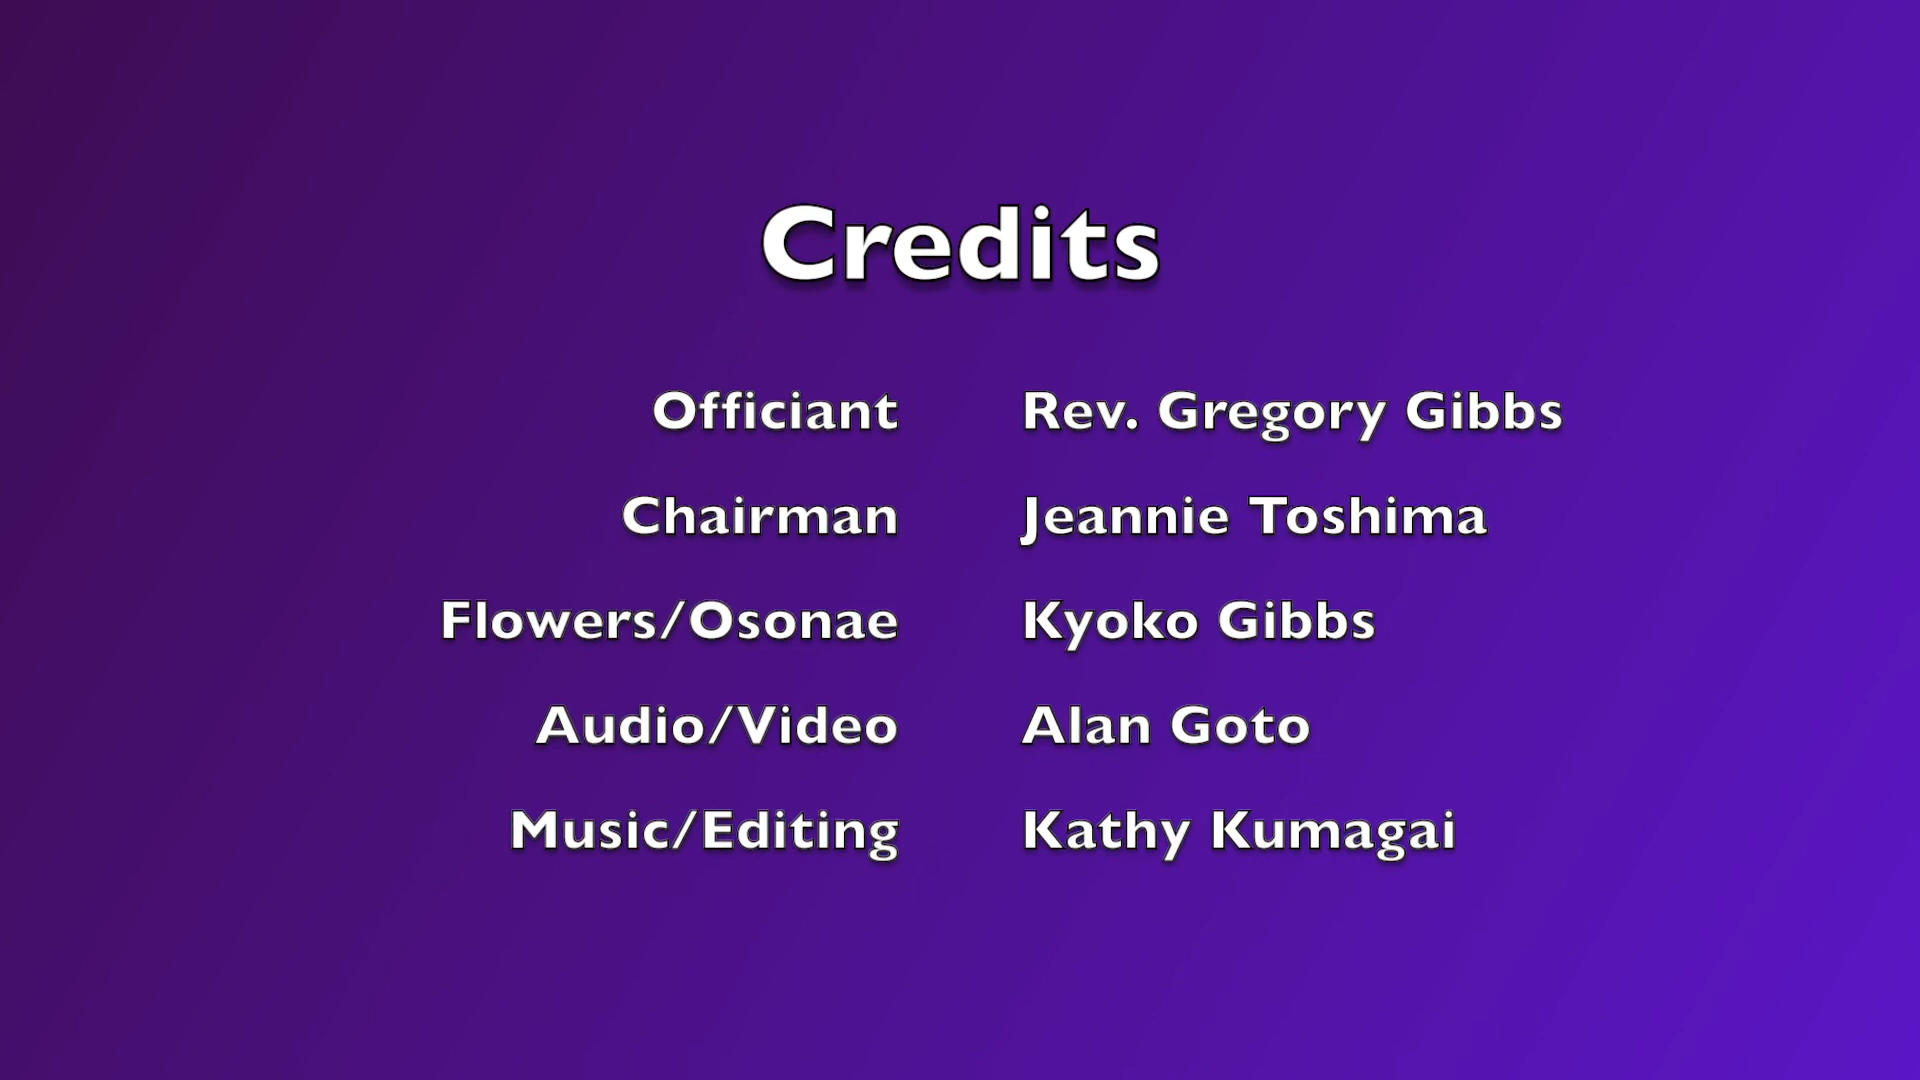 Credits
Officiant Rev. Gregory Gibbs
Chairman Jeannie Toshima
Flowers/Osonae Kyoko Gibbs
Audio/Video Alan Goto
Music/Editing Kathy Kumagai